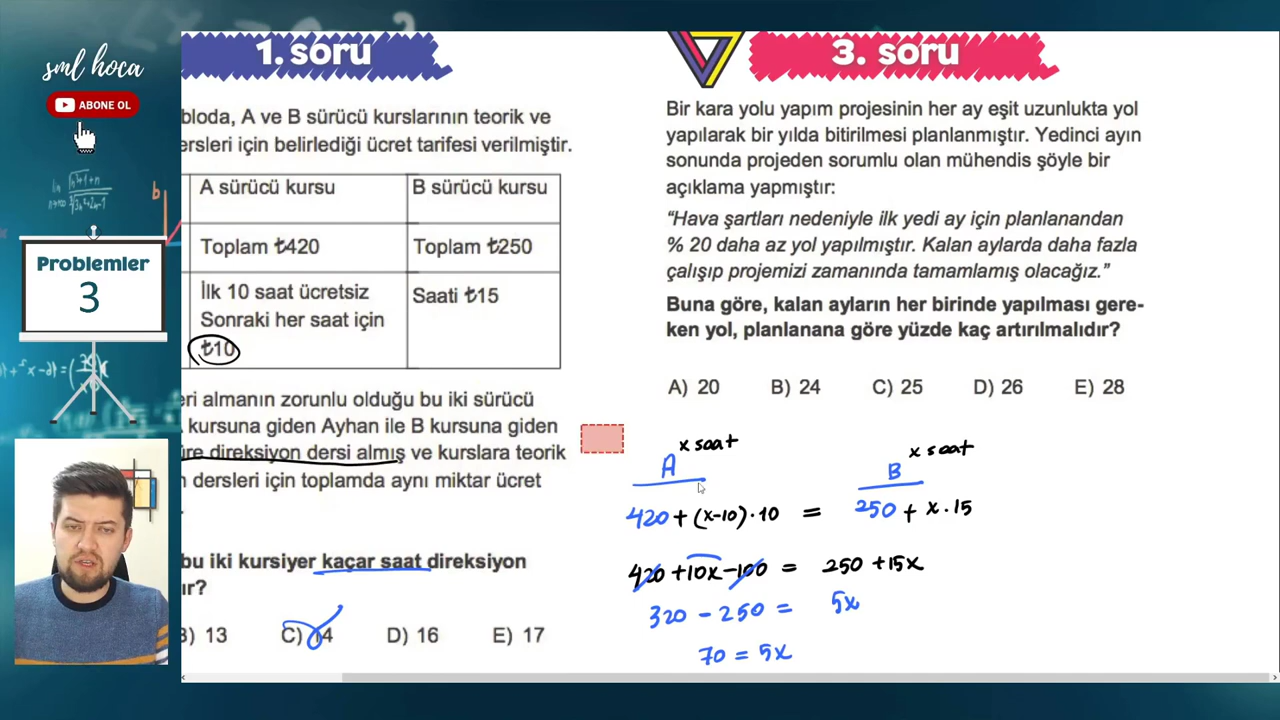 sml hoca
ABONE OL
Problemler
3
1. soru
bloda, A ve B sürücü kurslarının teorik ve
ersleri için belirlediği ücret tarifesi verilmiştir.
A sürücü kursu
B sürücü kursu
Toplam ₺420
Toplam ₺250
İlk 10 saat ücretsiz
Sonraki her saat için
₺10
Saati ₺15
eri almanın zorunlu olduğu bu iki sürücü
kursuna giden Ayhan ile B kursuna giden
üre direksiyon dersi almış ve kurslara teorik
n dersleri için toplamda aynı miktar ücret
bu iki kursiyer kaçar saat direksiyon
ır?
B) 13
C) 14
D) 16
E) 17
3. soru
Bir kara yolu yapım projesinin her ay eşit uzunlukta yol
yapılarak bir yılda bitirilmesi planlanmıştır. Yedinci ayın
sonunda projeden sorumlu olan mühendis şöyle bir
açıklama yapmıştır:
"Hava şartları nedeniyle ilk yedi ay için planlanandan
% 20 daha az yol yapılmıştır. Kalan aylarda daha fazla
çalışıp projemizi zamanında tamamlamış olacağız."
Buna göre, kalan ayların her birinde yapılması gere-
ken yol, planlanana göre yüzde kaç artırılmalıdır?
A) 20 B) 24 C) 25 D) 26 E) 28
A x saat
B x saat
420 + (x-10) · 10 = 250 + x · 15
420 + 10x - 100 = 250 + 15x
320 - 250 = 5x
70 = 5x